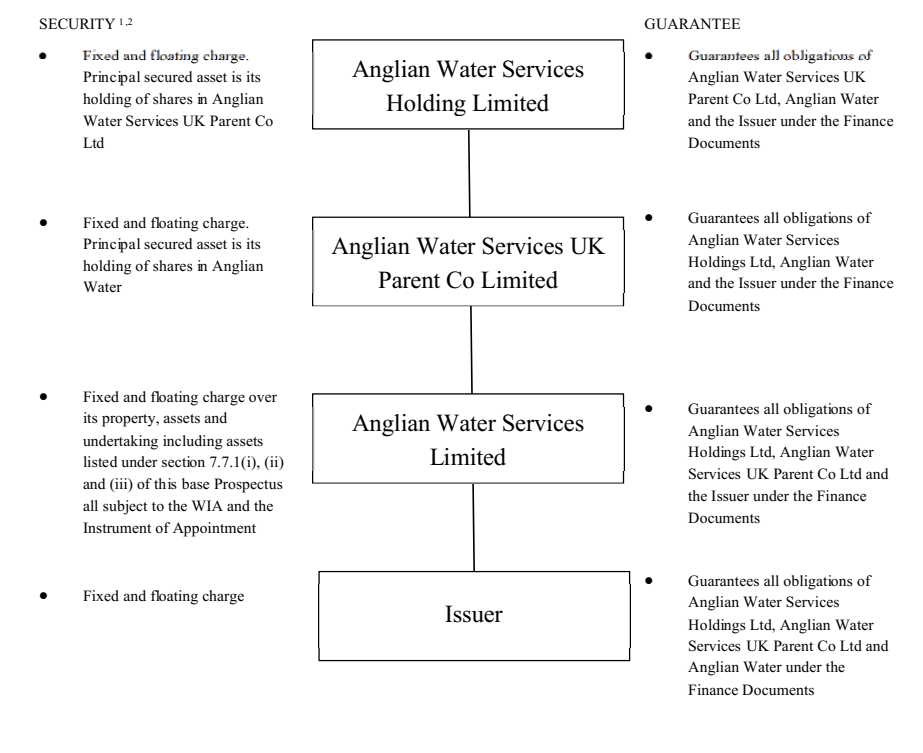 SECURITY 1,2
GUARANTEE
● Fixed and floating charge.
Principal secured asset is its
holding of shares in Anglian
Water Services UK Parent Co
Ltd
Anglian Water Services
Holding Limited
● Guarantees all obligations of
Anglian Water Services UK
Parent Co Ltd, Anglian Water
and the Issuer under the Finance
Documents
● Fixed and floating charge.
Principal secured asset is its
holding of shares in Anglian
Water
Anglian Water Services UK
Parent Co Limited
● Guarantees all obligations of
Anglian Water Services
Holdings Ltd, Anglian Water
and the Issuer under the Finance
Documents
● Fixed and floating charge over
its property, assets and
undertaking including assets
listed under section 7.7.1(i), (ii)
and (iii) of this base Prospectus
all subject to the WIA and the
Instrument of Appointment
Anglian Water Services
Limited
● Guarantees all obligations of
Anglian Water Services
Holdings Ltd, Anglian Water
Services UK Parent Co Ltd and
the Issuer under the Finance
Documents
● Fixed and floating charge
Issuer
● Guarantees all obligations of
Anglian Water Services
Holdings Ltd, Anglian Water
Services UK Parent Co Ltd and
Anglian Water under the
Finance Documents